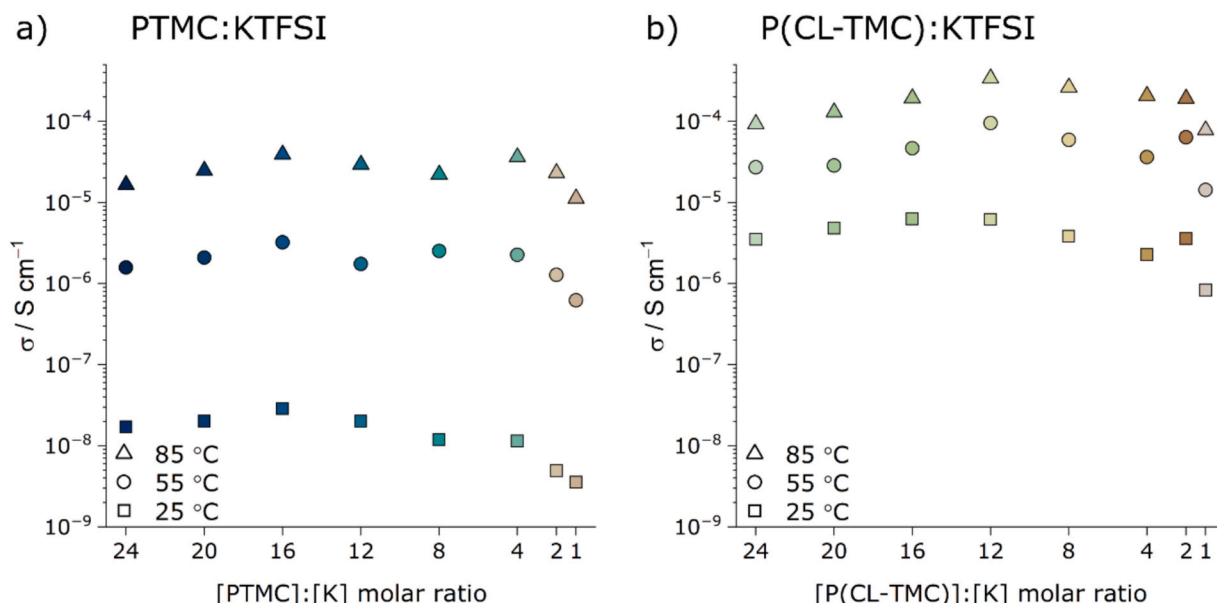 a) PTMC:KTFSI
σ / S cm⁻¹
10⁻⁴
10⁻⁵
10⁻⁶
10⁻⁷
10⁻⁸
10⁻⁹
85 °C
55 °C
25 °C
24 20 16 12 8 4 2 1
[PTMC]:[K] molar ratio
b) P(CL-TMC):KTFSI
σ / S cm⁻¹
10⁻⁴
10⁻⁵
10⁻⁶
10⁻⁷
10⁻⁸
10⁻⁹
85 °C
55 °C
25 °C
24 20 16 12 8 4 2 1
[P(CL-TMC)]:[K] molar ratio